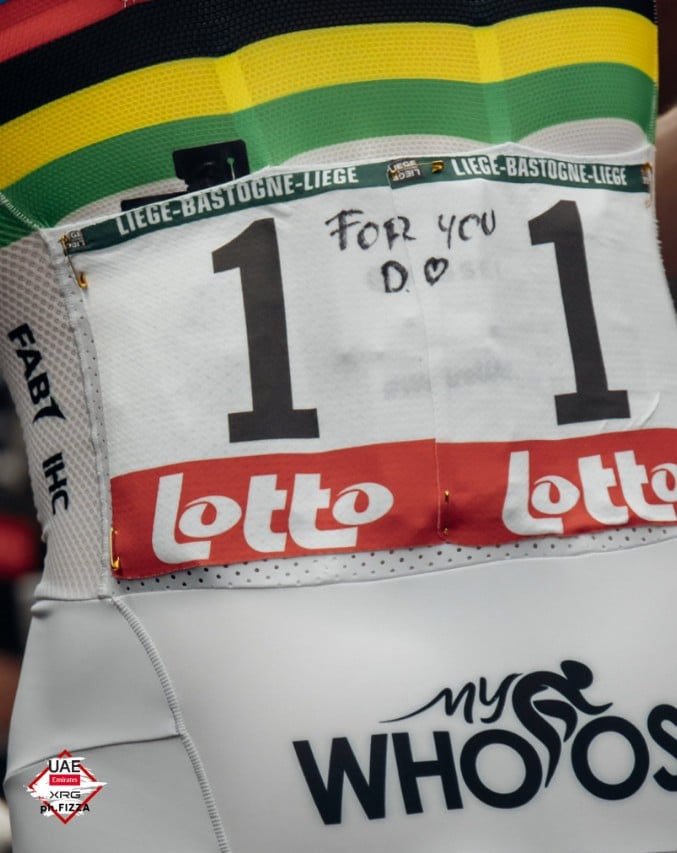 LIEGE-BASTOGNE-LIEGE
LIEGE-BASTOGNE-LIEGE
1
FOR YOU
D. ♥
1
Lotto
Lotto
IHC
MY
WHOOS
UAE
Emirates
XRG
ph.FIZZA